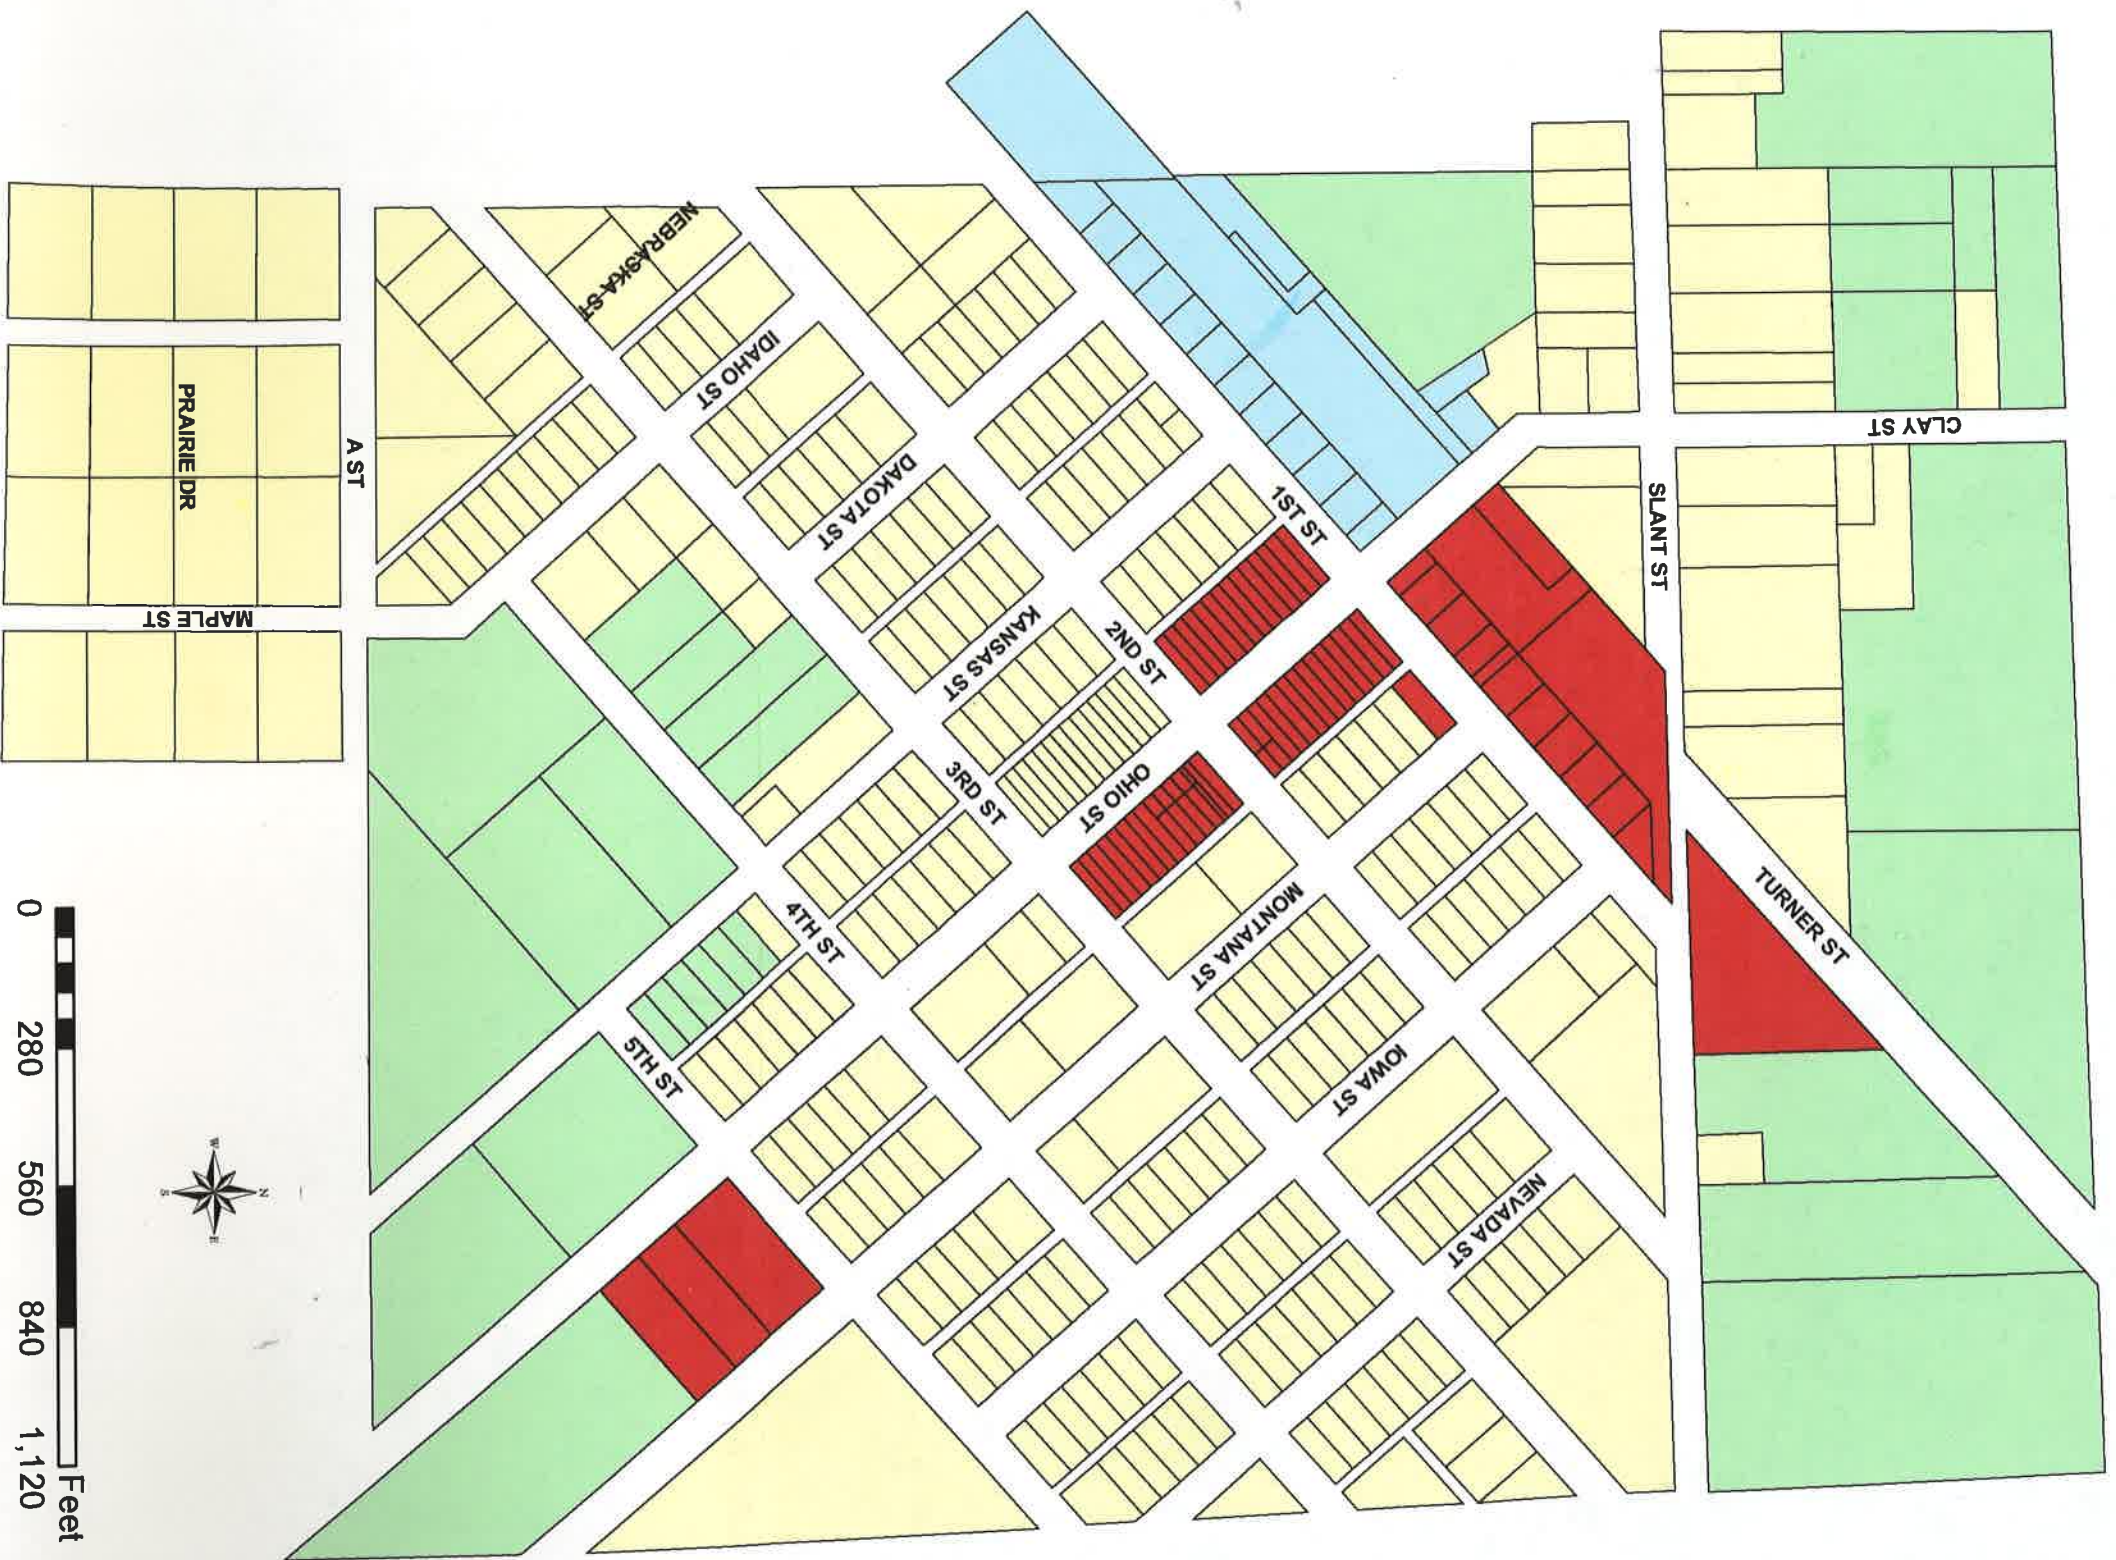 CLAY ST
SLANT ST
TURNER ST
1ST ST
2ND ST
3RD ST
4TH ST
5TH ST
NEBRASKA ST
IDAHO ST
DAKOTA ST
KANSAS ST
OHIO ST
MONTANA ST
IOWA ST
NEVADA ST
A ST
PRAIRIE DR
MAPLE ST
N
W
E
S
0 280 560 840 1,120
Feet